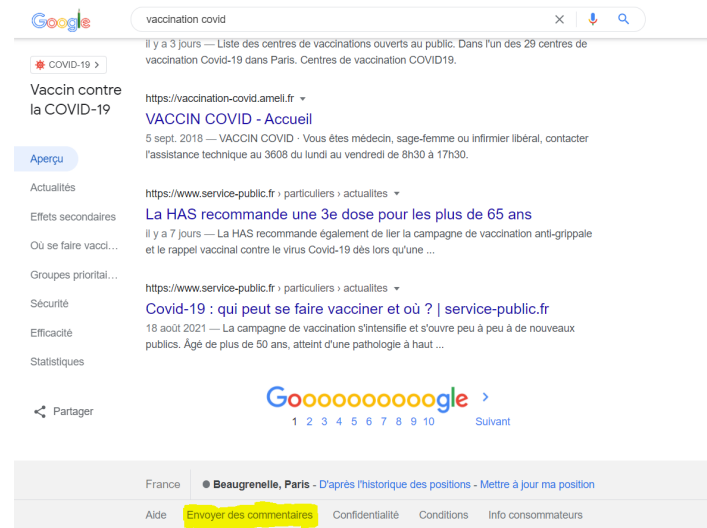 Google
vaccination covid
COVID-19 >
Vaccin contre
la COVID-19
Aperçu
Actualités
Effets secondaires
Où se faire vacci...
Groupes prioritai...
Sécurité
Efficacité
Statistiques
Partager
il y a 3 jours — Liste des centres de vaccinations ouverts au public. Dans l'un des 29 centres de
vaccination Covid-19 dans Paris. Centres de vaccination COVID19.
https://vaccination-covid.ameli.fr
VACCIN COVID - Accueil
5 sept. 2018 — VACCIN COVID · Vous êtes médecin, sage-femme ou infirmier libéral, contacter
l'assistance technique au 3608 du lundi au vendredi de 8h30 à 17h30.
https://www.service-public.fr › particuliers › actualites
La HAS recommande une 3e dose pour les plus de 65 ans
il y a 7 jours — La HAS recommande également de lier la campagne de vaccination anti-grippale
et le rappel vaccinal contre le virus Covid-19 dès lors qu'une ...
https://www.service-public.fr › particuliers › actualites
Covid-19 : qui peut se faire vacciner et où ? | service-public.fr
18 août 2021 — La campagne de vaccination s'intensifie et s'ouvre peu à peu à de nouveaux
publics. Âgé de plus de 50 ans, atteint d'une pathologie à haut ...
Goooooooooogle >
1 2 3 4 5 6 7 8 9 10 Suivant
France Beaugrenelle, Paris - D'après l'historique des positions - Mettre à jour ma position
Aide Envoyer des commentaires Confidentialité Conditions Info consommateurs